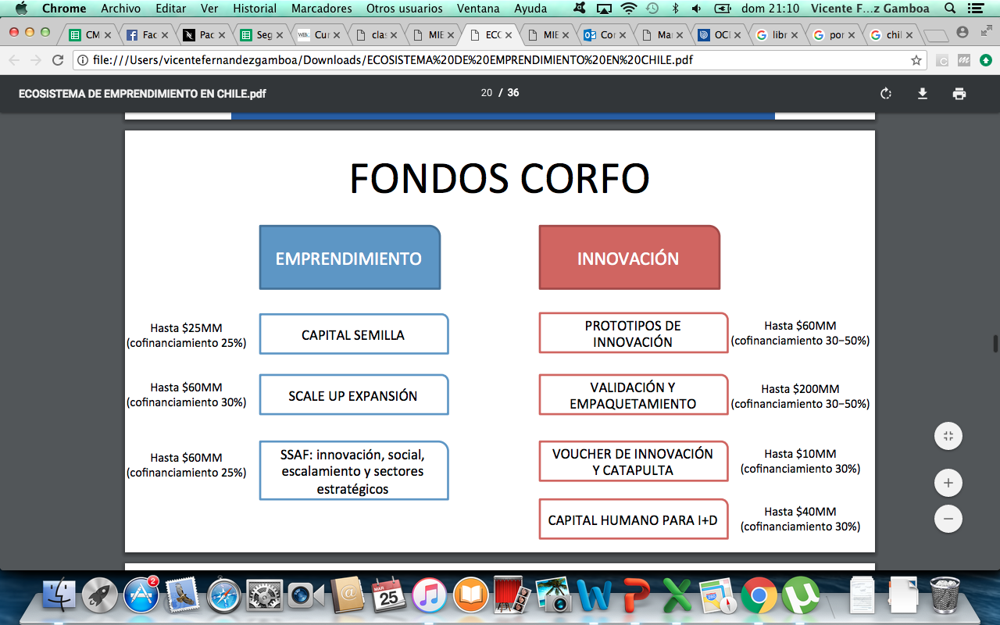 Chrome Archivo Editar Ver Historial Marcadores Otros usuarios Ventana Ayuda dom 21:10 Vicente F...z Gamboa
CM Fac Pac Seg Cur clas MIE ECO MIE Cor Mar OCI libr por chil
file:///Users/vicentefernandezgamboa/Downloads/ECOSISTEMA%20DE%20EMPRENDIMIENTO%20EN%20CHILE.pdf
ECOSISTEMA DE EMPRENDIMIENTO EN CHILE.pdf 20 / 36
FONDOS CORFO
EMPRENDIMIENTO
Hasta $25MM
(cofinanciamiento 25%)
CAPITAL SEMILLA
Hasta $60MM
(cofinanciamiento 30%)
SCALE UP EXPANSIÓN
Hasta $60MM
(cofinanciamiento 25%)
SSAF: innovación, social,
escalamiento y sectores
estratégicos
INNOVACIÓN
PROTOTIPOS DE
INNOVACIÓN
Hasta $60MM
(cofinanciamiento 30–50%)
VALIDACIÓN Y
EMPAQUETAMIENTO
Hasta $200MM
(cofinanciamiento 30–50%)
VOUCHER DE INNOVACIÓN
Y CATAPULTA
Hasta $10MM
(cofinanciamiento 30%)
CAPITAL HUMANO PARA I+D
Hasta $40MM
(cofinanciamiento 30%)
2
MAR
25